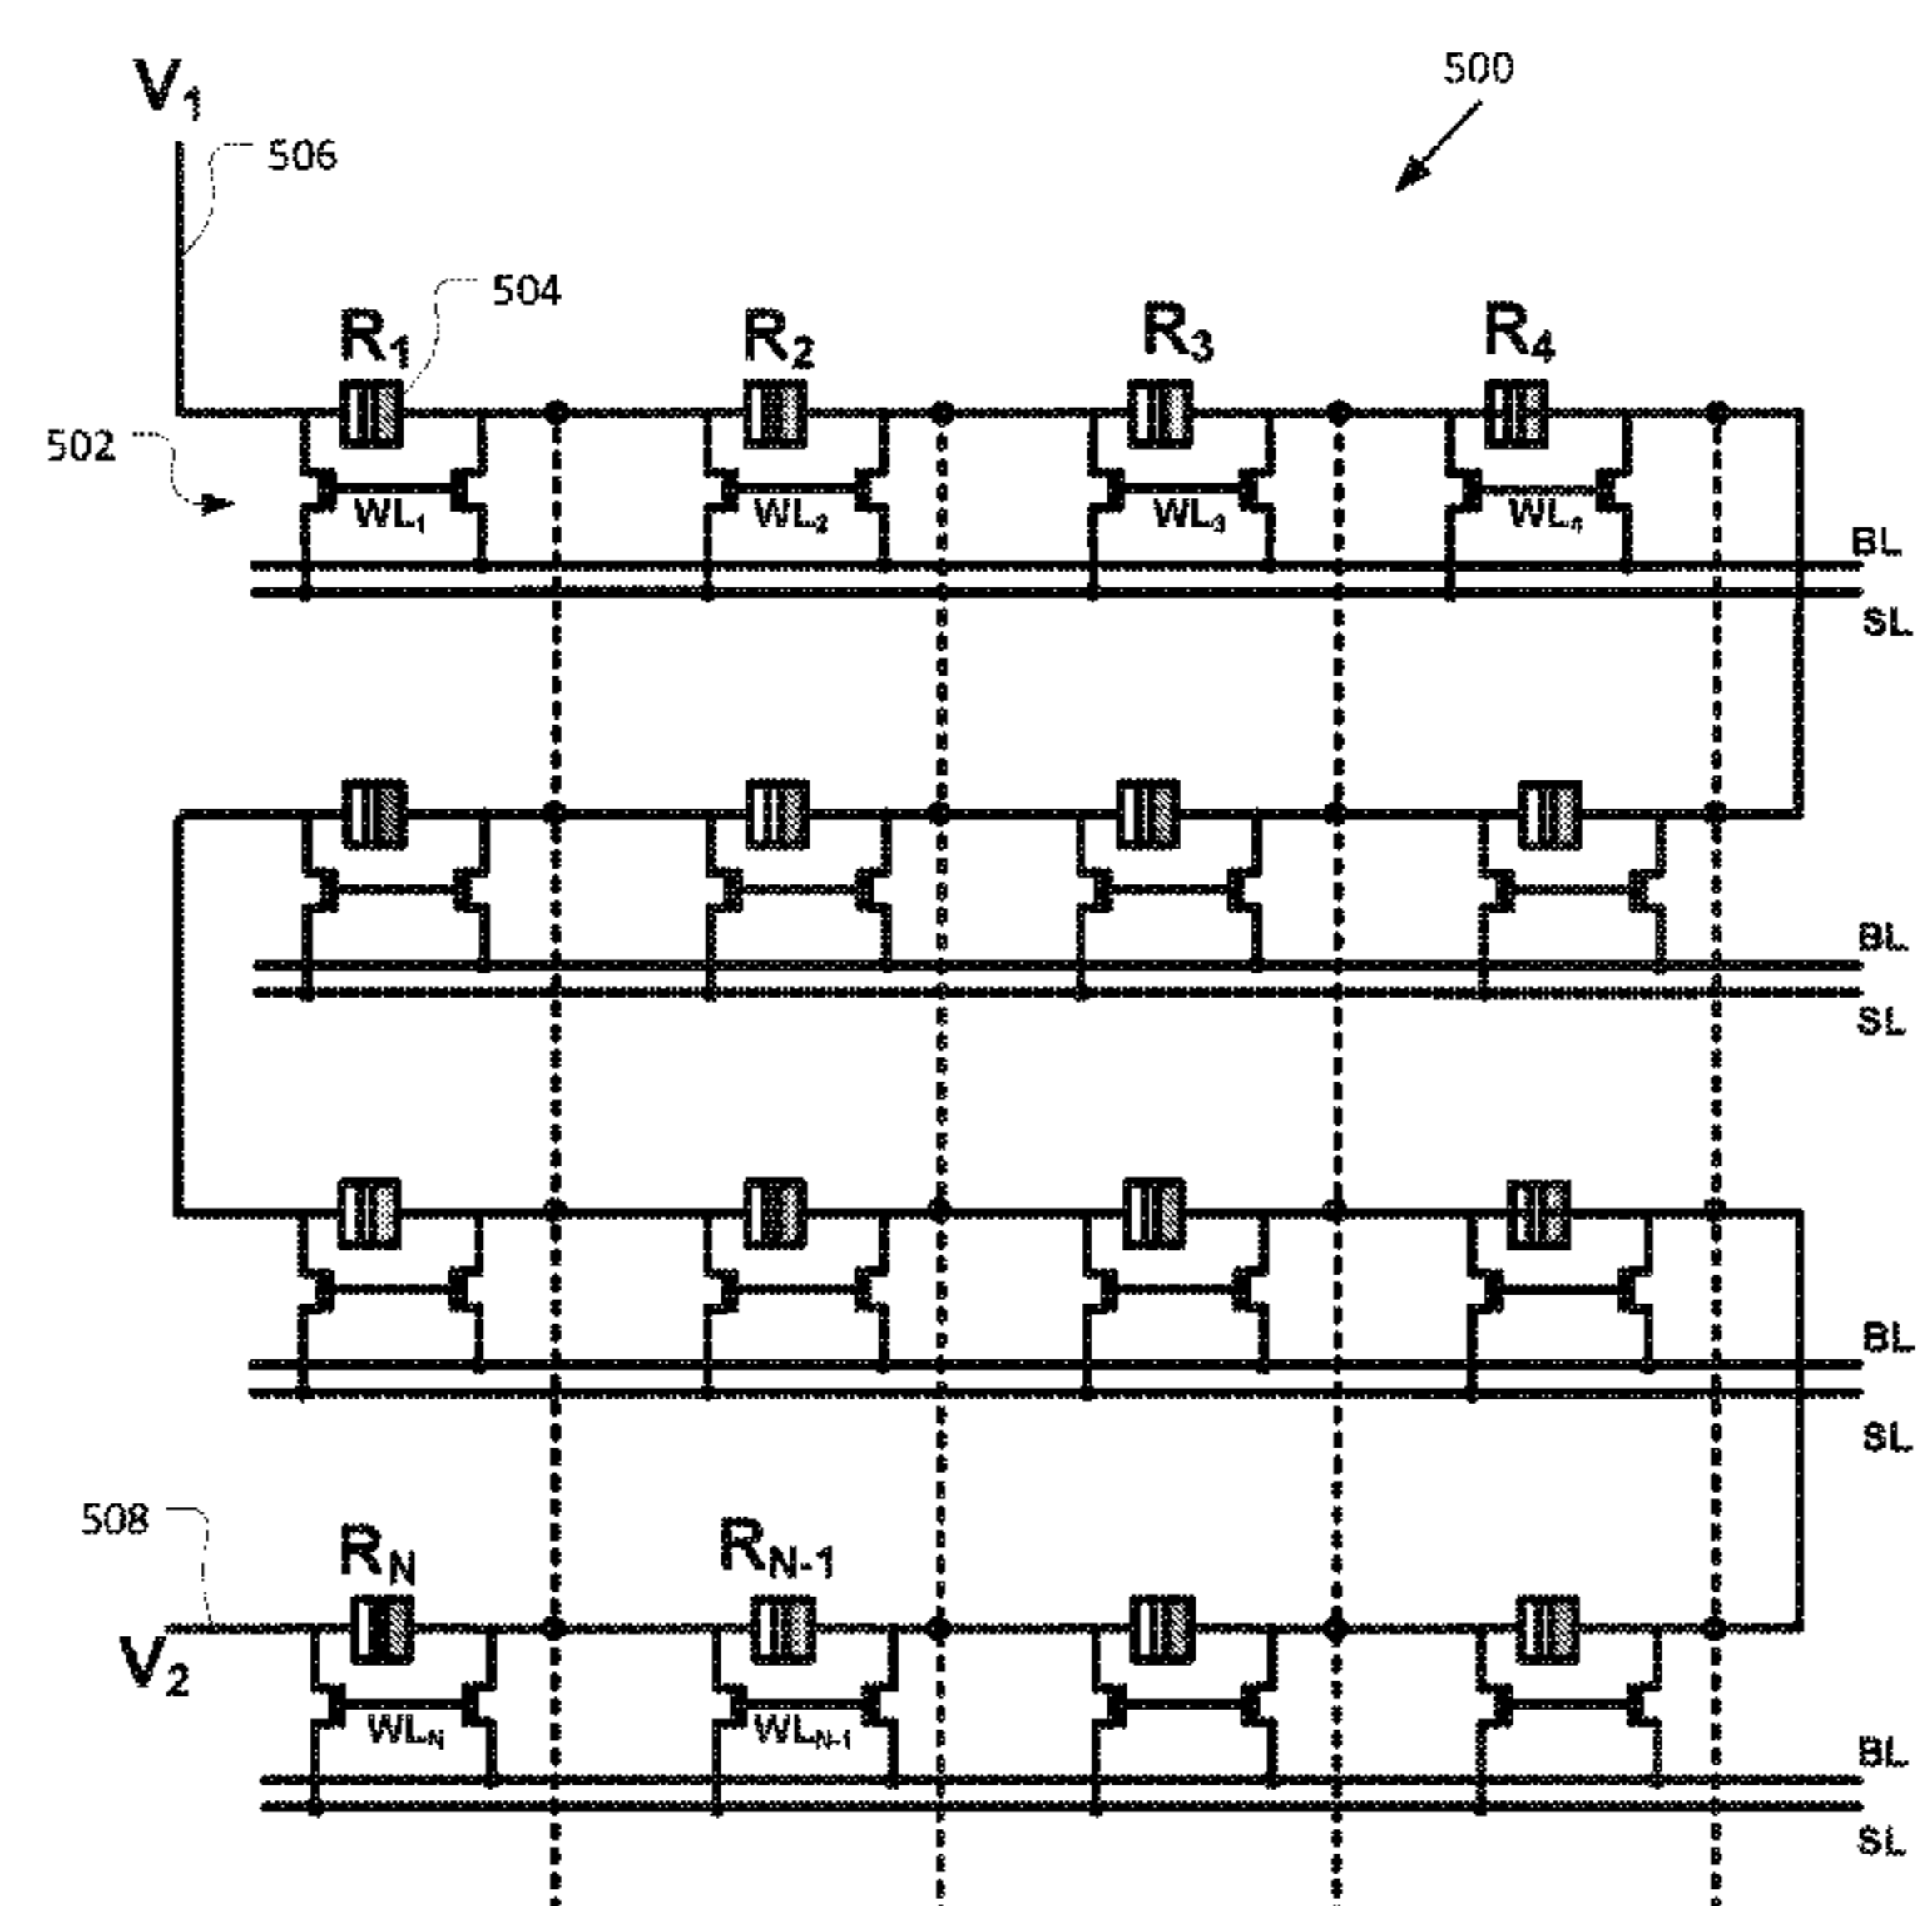 V1
500
506
504
R1 R2 R3 R4
502
WL1 WL2 WL3 WL4
BL
SL
BL
SL
BL
SL
508
RN RN-1
V2
WLN WLN-1
BL
SL